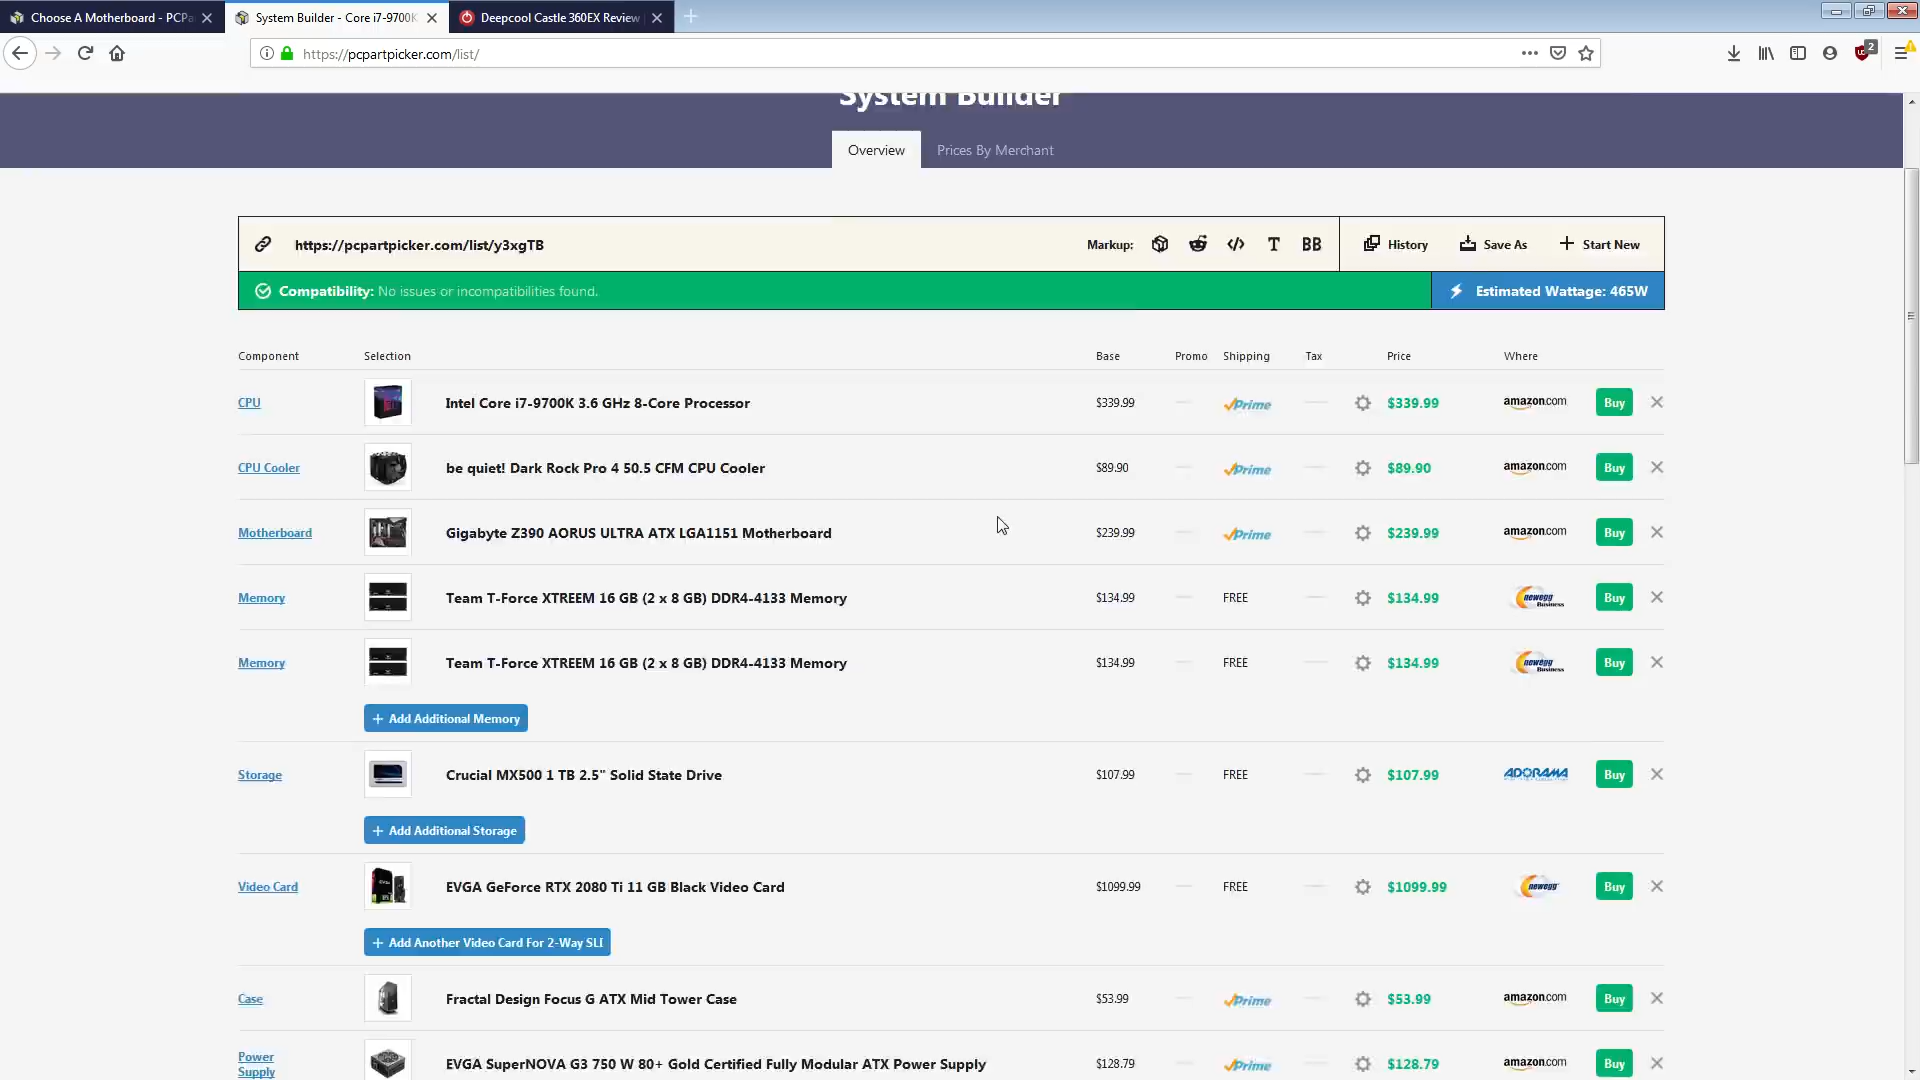 Choose A Motherboard - PCPa
System Builder - Core i7-9700K
Deepcool Castle 360EX Review
https://pcpartpicker.com/list/
2
System Builder
Overview
Prices By Merchant
https://pcpartpicker.com/list/y3xgTB
Markup:
T
BB
History
Save As
Start New
Compatibility: No issues or incompatibilities found.
Estimated Wattage: 465W
Component Selection Base Promo Shipping Tax Price Where
CPU Intel Core i7-9700K 3.6 GHz 8-Core Processor $339.99 Prime $339.99 amazon.com Buy
CPU Cooler be quiet! Dark Rock Pro 4 50.5 CFM CPU Cooler $89.90 Prime $89.90 amazon.com Buy
Motherboard Gigabyte Z390 AORUS ULTRA ATX LGA1151 Motherboard $239.99 Prime $239.99 amazon.com Buy
Memory Team T-Force XTREEM 16 GB (2 x 8 GB) DDR4-4133 Memory $134.99 FREE $134.99 newegg Business Buy
Memory Team T-Force XTREEM 16 GB (2 x 8 GB) DDR4-4133 Memory $134.99 FREE $134.99 newegg Business Buy
+ Add Additional Memory
Storage Crucial MX500 1 TB 2.5" Solid State Drive $107.99 FREE $107.99 ADORAMA Buy
+ Add Additional Storage
Video Card EVGA GeForce RTX 2080 Ti 11 GB Black Video Card $1099.99 FREE $1099.99 newegg Buy
+ Add Another Video Card For 2-Way SLI
Case Fractal Design Focus G ATX Mid Tower Case $53.99 Prime $53.99 amazon.com Buy
Power
Supply EVGA SuperNOVA G3 750 W 80+ Gold Certified Fully Modular ATX Power Supply $128.79 Prime $128.79 amazon.com Buy